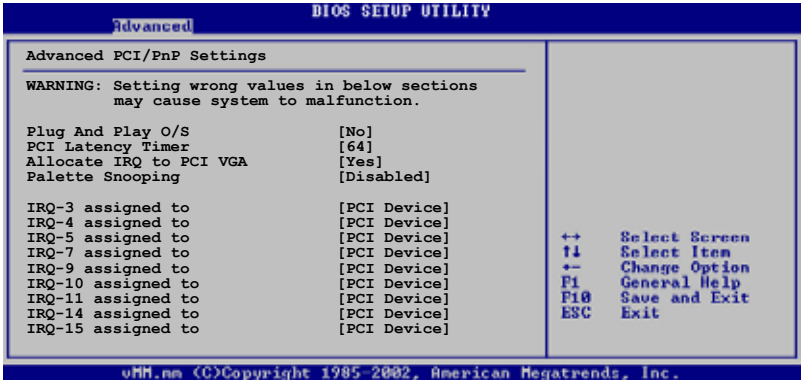 BIOS SETUP UTILITY
Advanced
Advanced PCI/PnP Settings
WARNING: Setting wrong values in below sections
may cause system to malfunction.
Plug And Play O/S [No]
PCI Latency Timer [64]
Allocate IRQ to PCI VGA [Yes]
Palette Snooping [Disabled]
IRQ-3 assigned to [PCI Device]
IRQ-4 assigned to [PCI Device]
IRQ-5 assigned to [PCI Device]
IRQ-7 assigned to [PCI Device]
IRQ-9 assigned to [PCI Device]
IRQ-10 assigned to [PCI Device]
IRQ-11 assigned to [PCI Device]
IRQ-14 assigned to [PCI Device]
IRQ-15 assigned to [PCI Device]
↔ Select Screen
↑↓ Select Item
+- Change Option
F1 General Help
F10 Save and Exit
ESC Exit
vMM.mm (C)Copyright 1985-2002, American Megatrends, Inc.